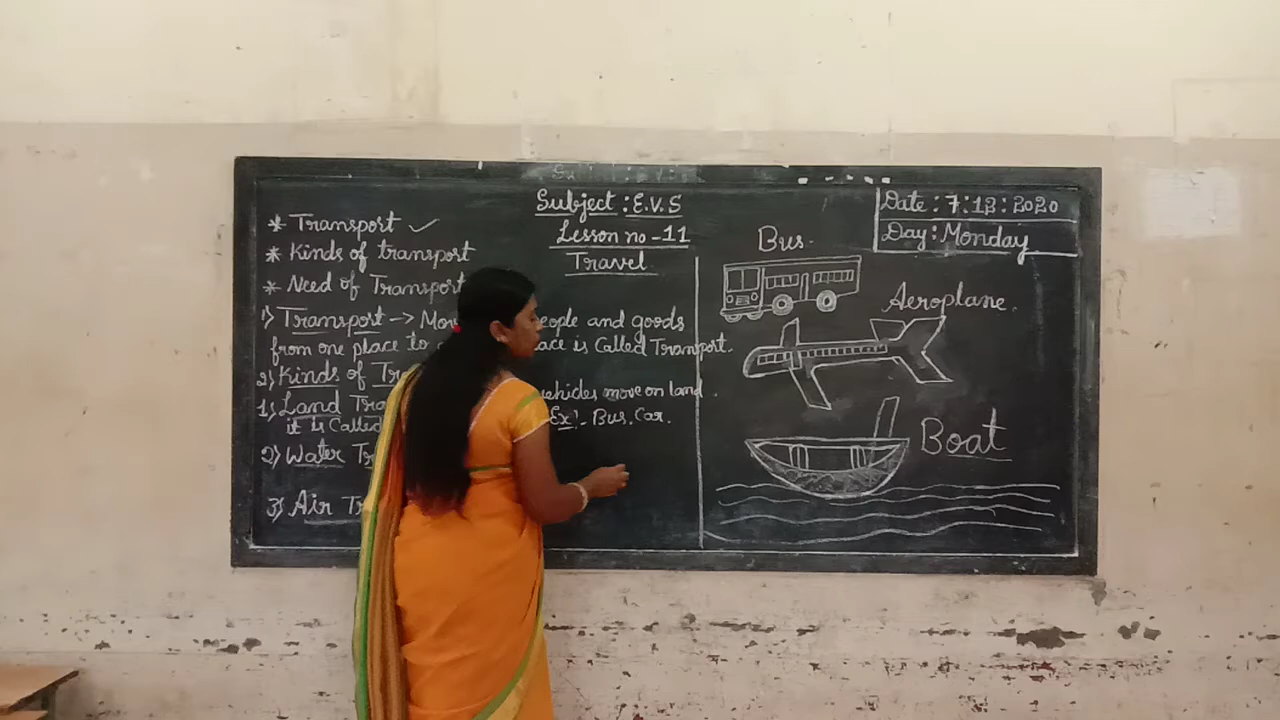 Subject : E.V.S
Lesson no - 11
Travel
Date : 7:12:2020
Day : Monday
* Transport ✓
* Kinds of transport
* Need of Transport
1) Transport -> eople and goods
from one place to ace is Called Transport.
2) Kinds of
1) Land vehicles move on land.
it is Called Ex:- Bus, Car.
2) Water
3) Air
Bus.
Aeroplane.
Boat